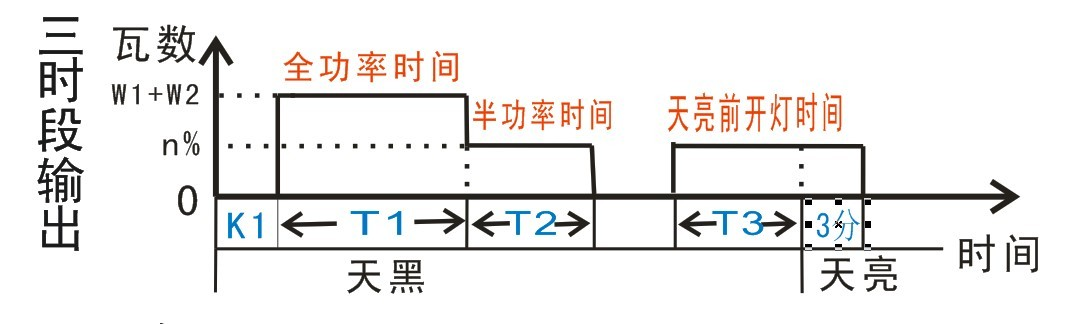 三时段输出
瓦数
全功率时间
W1+W2
半功率时间
天亮前开灯时间
n%
0
K1 T1 T2 T3 3分
时间
天黑 天亮